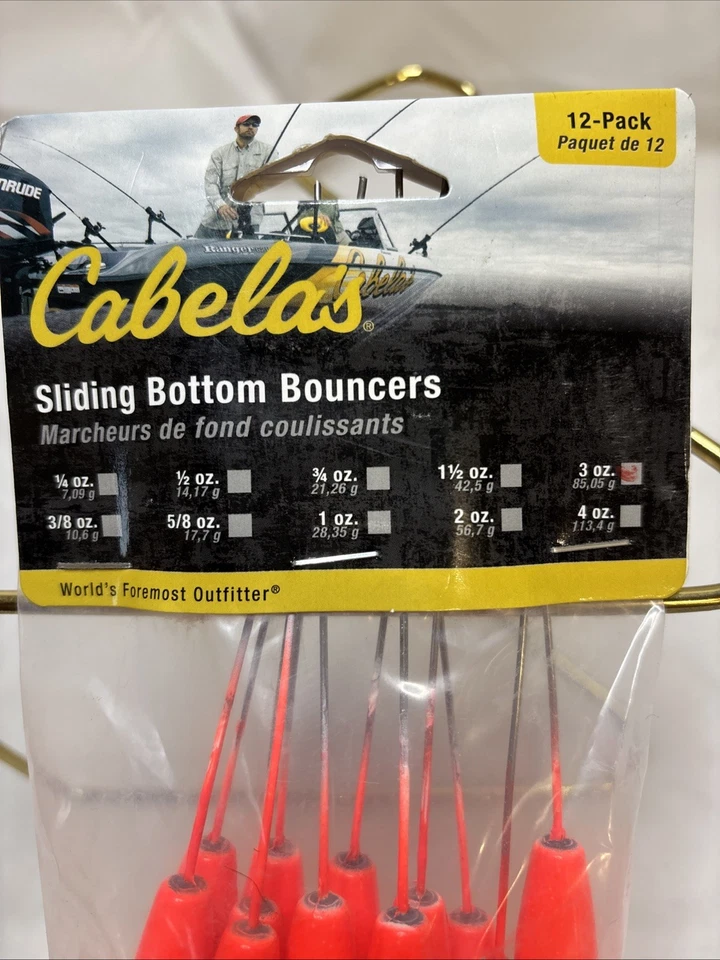 12-Pack
Paquet de 12
NRUDE
Ranger
Cabelas
Cabela's®
Sliding Bottom Bouncers
Marcheurs de fond coulissants
¼ oz. ½ oz. ¾ oz. 1½ oz. 3 oz.
7,09 g 14,17 g 21,26 g 42,5 g 85,05 g
3/8 oz. 5/8 oz. 1 oz. 2 oz. 4 oz.
10,6 g 17,7 g 28,35 g 56,7 g 113,4 g
World's Foremost Outfitter®